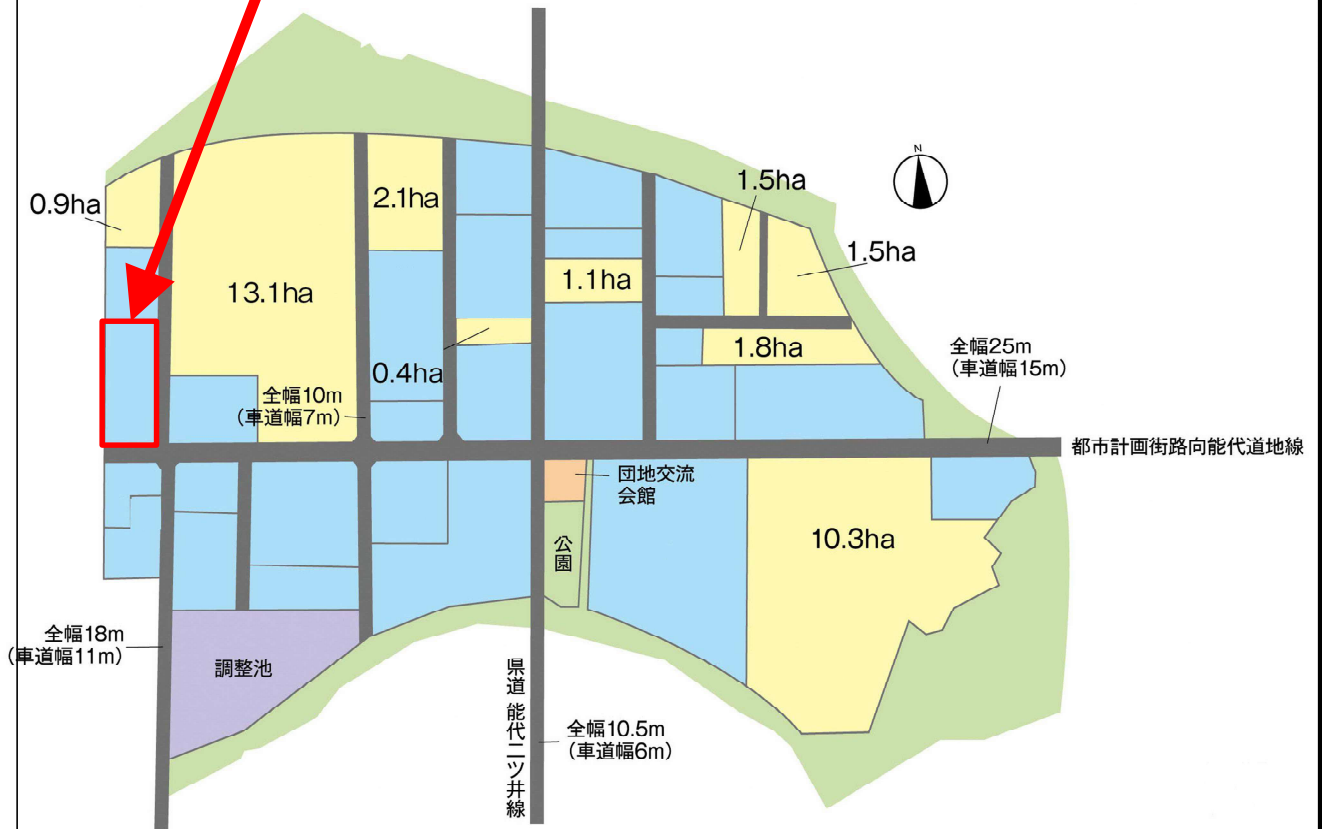 N
1.5ha
0.9ha
2.1ha
1.5ha
13.1ha
1.1ha
1.8ha
0.4ha
全幅25m
（車道幅15m）
全幅10m
（車道幅7m）
都市計画街路向能代道地線
団地交流
会館
公園
10.3ha
全幅18m
（車道幅11m）
調整池
県道 能代二ツ井線
全幅10.5m
（車道幅6m）